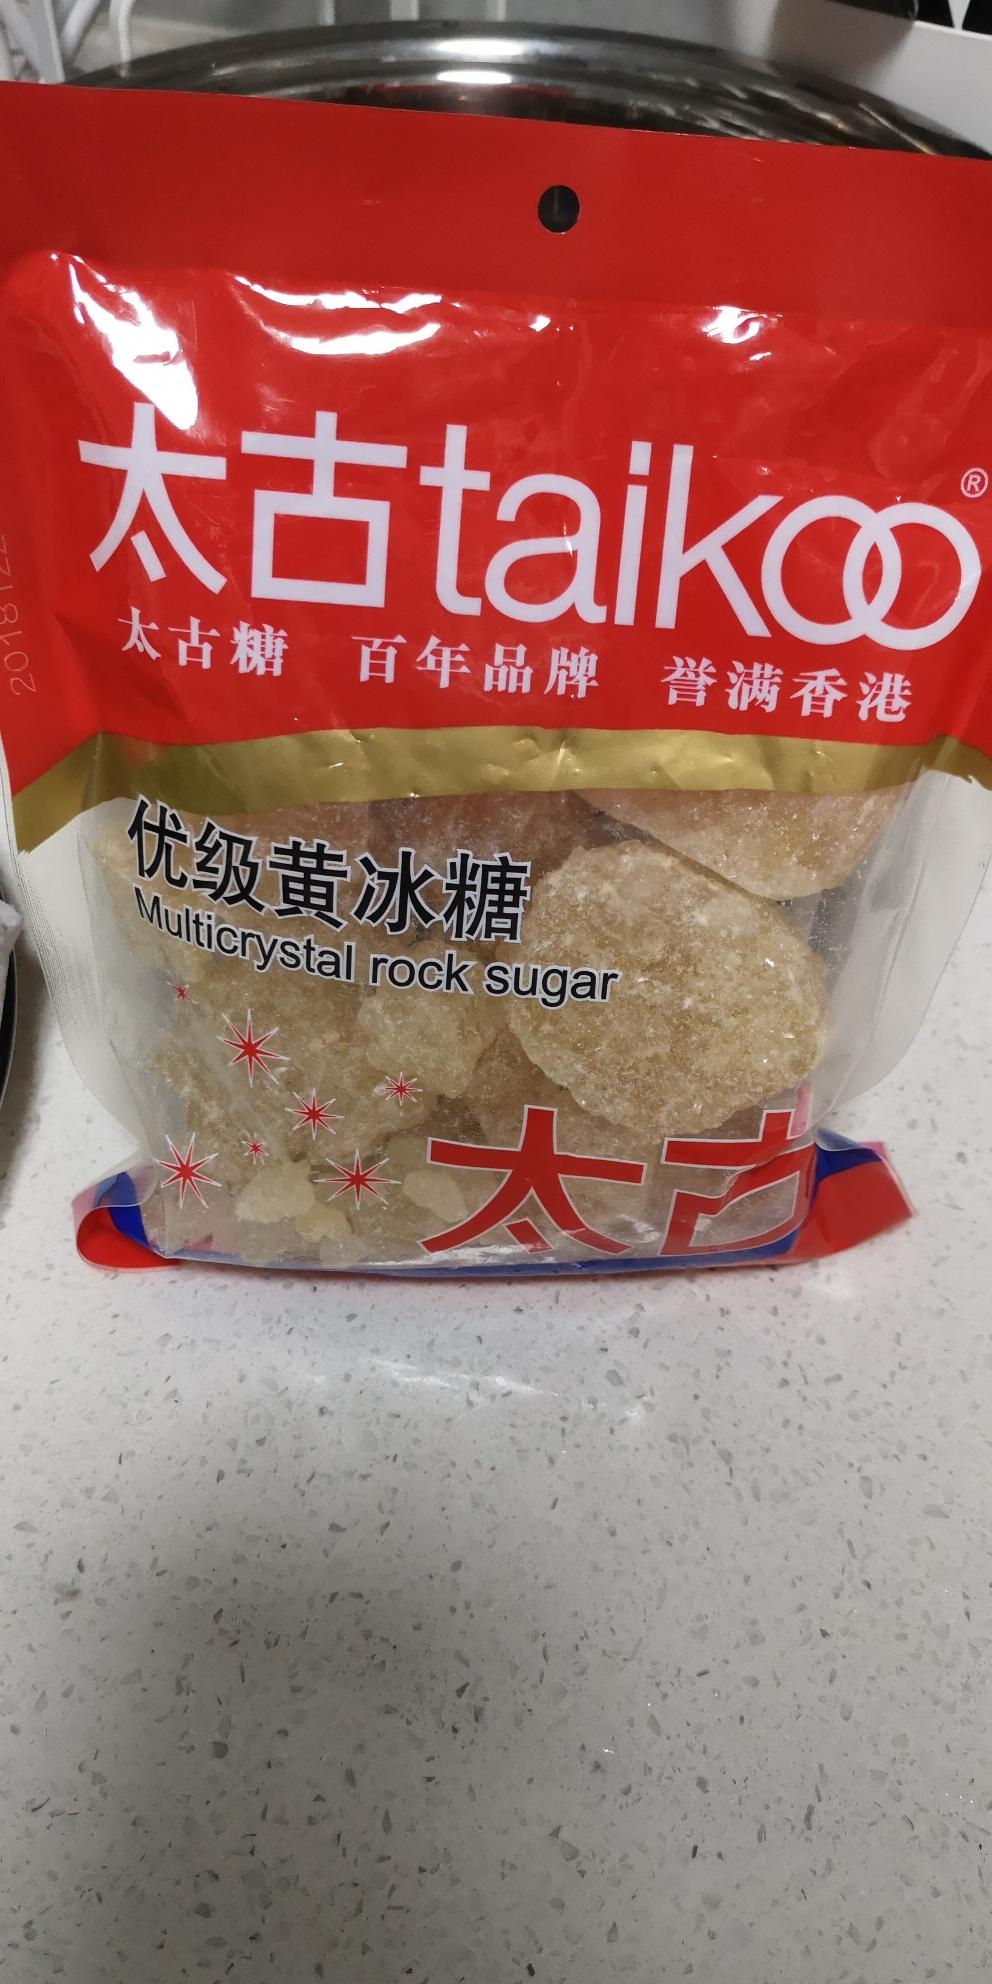 太古taikoo®
太古糖 百年品牌 誉满香港
优级黄冰糖
Multicrystal rock sugar
太古